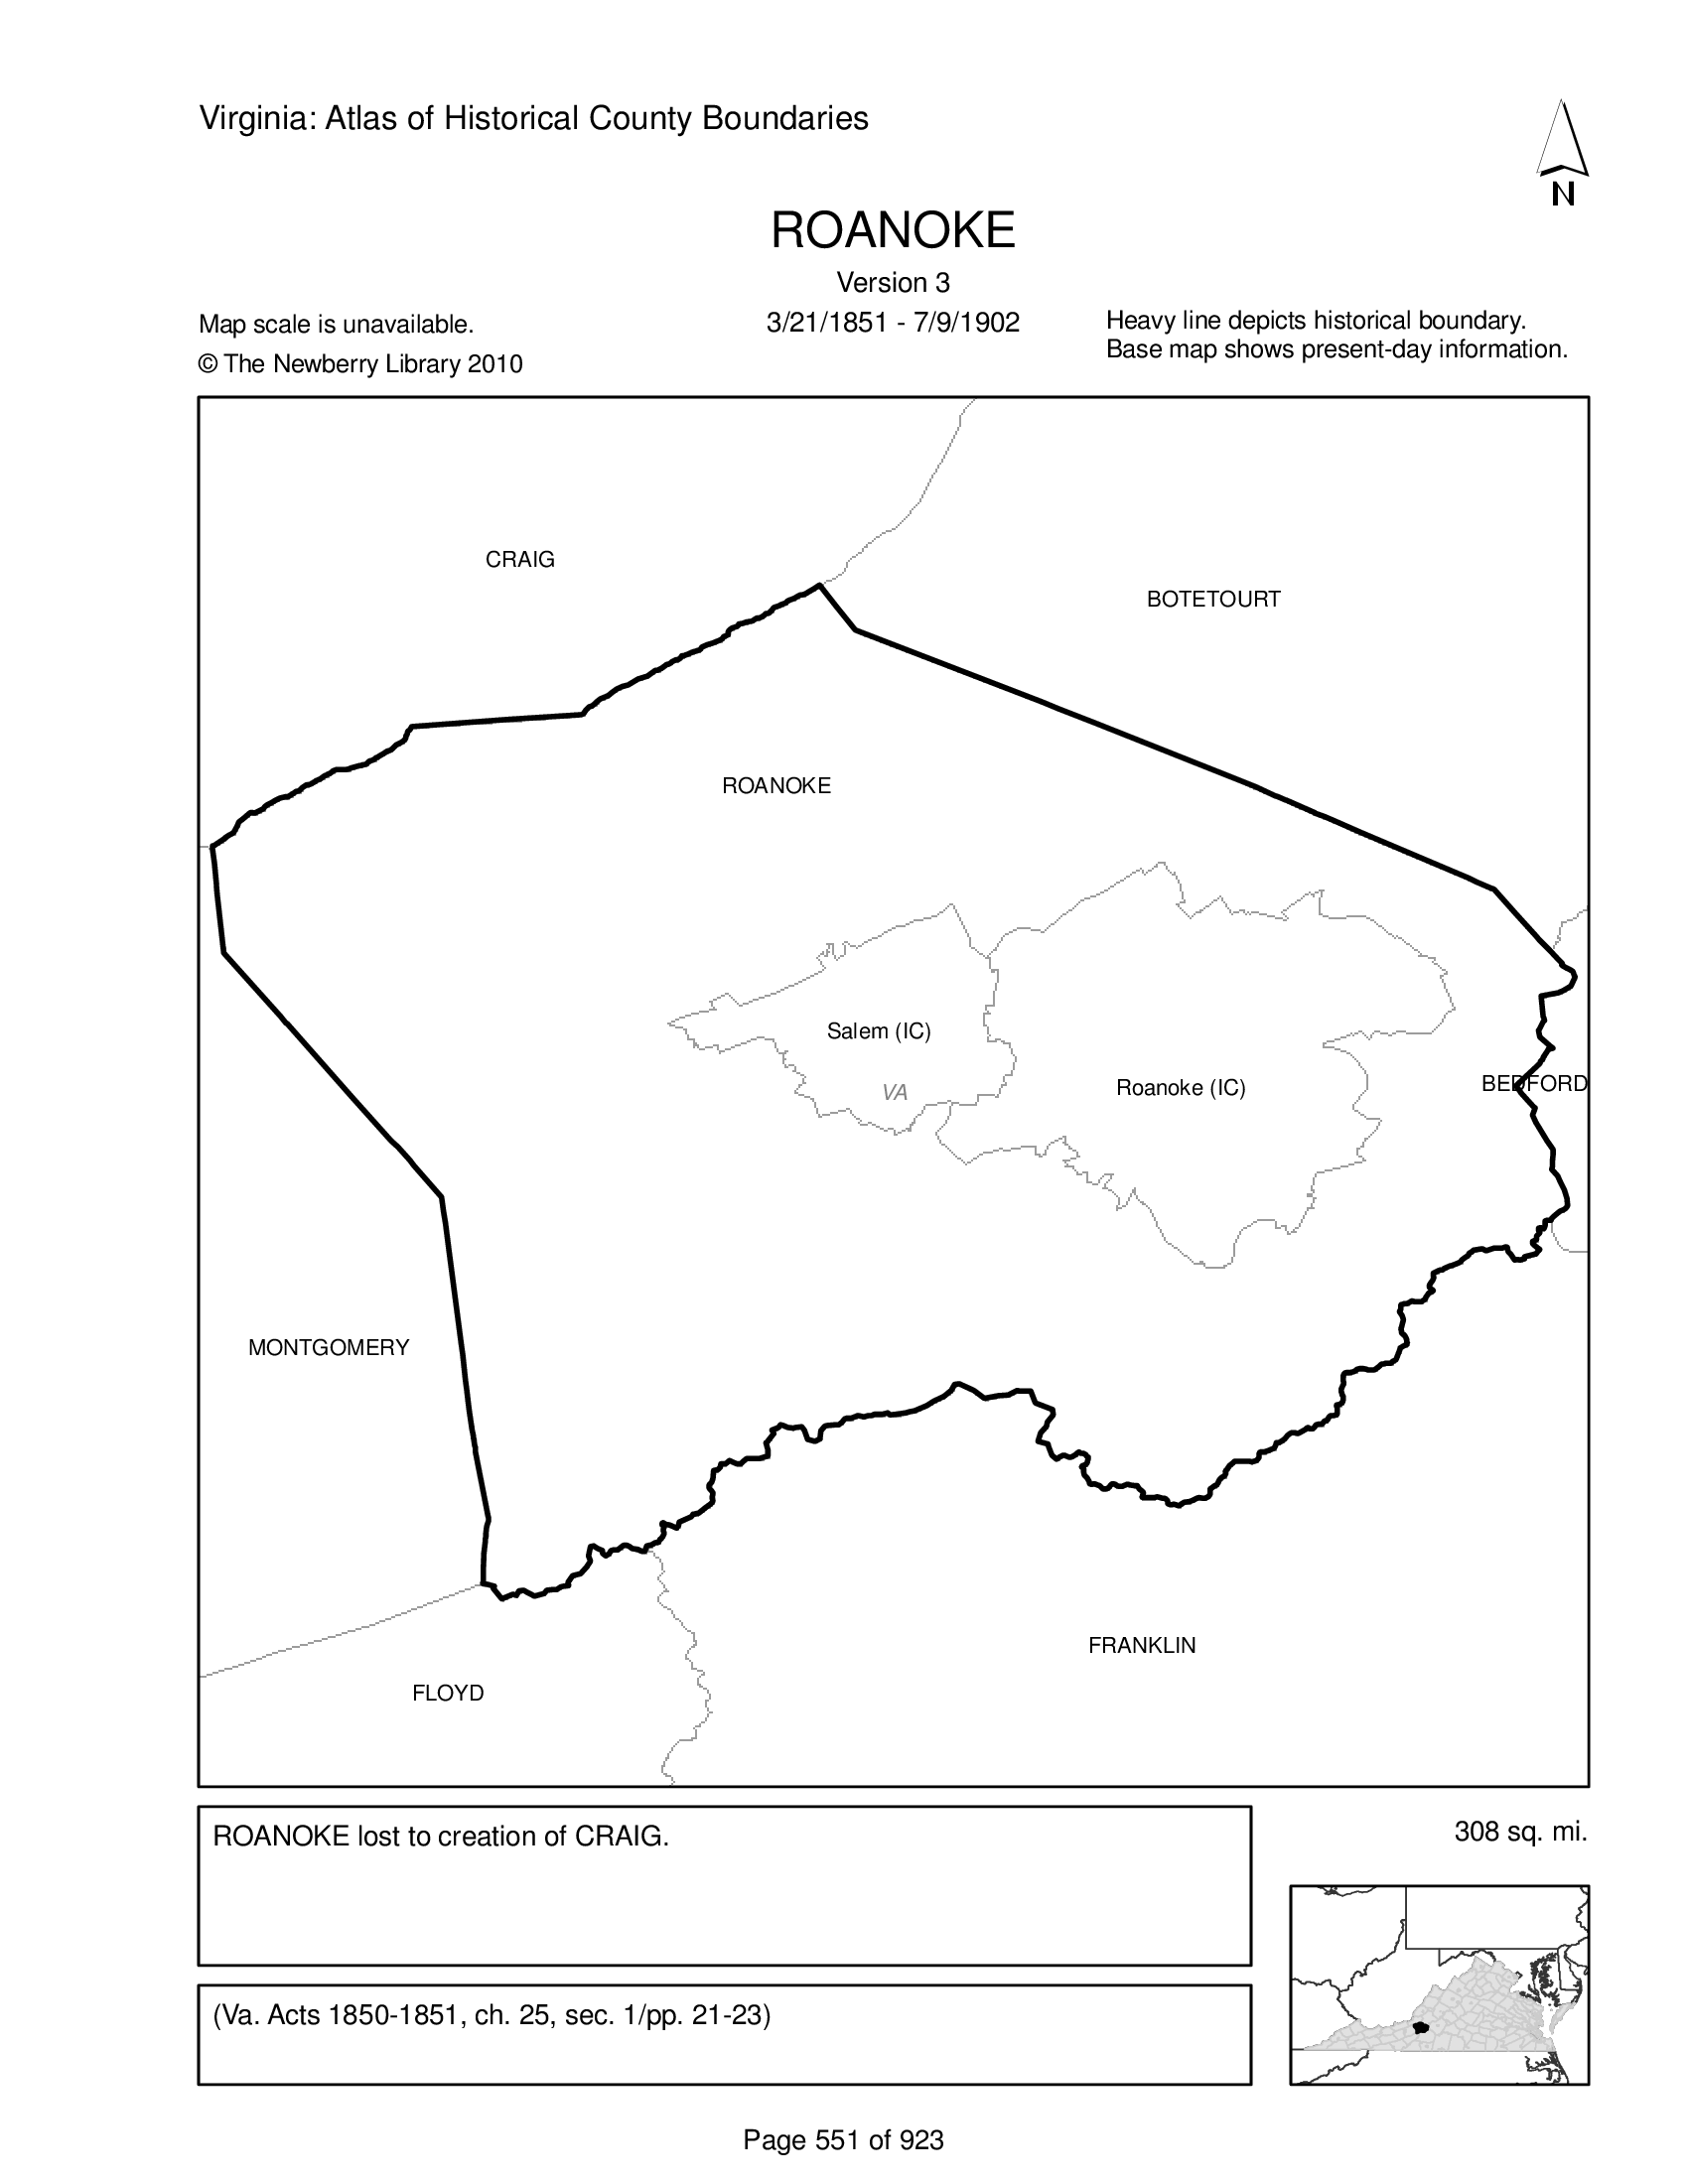 Virginia: Atlas of Historical County Boundaries
N
ROANOKE
Version 3
3/21/1851 - 7/9/1902
Map scale is unavailable.
© The Newberry Library 2010
Heavy line depicts historical boundary.
Base map shows present-day information.
CRAIG
BOTETOURT
ROANOKE
Salem (IC)
VA
Roanoke (IC)
BEDFORD
MONTGOMERY
FRANKLIN
FLOYD
ROANOKE lost to creation of CRAIG.
308 sq. mi.
(Va. Acts 1850-1851, ch. 25, sec. 1/pp. 21-23)
Page 551 of 923